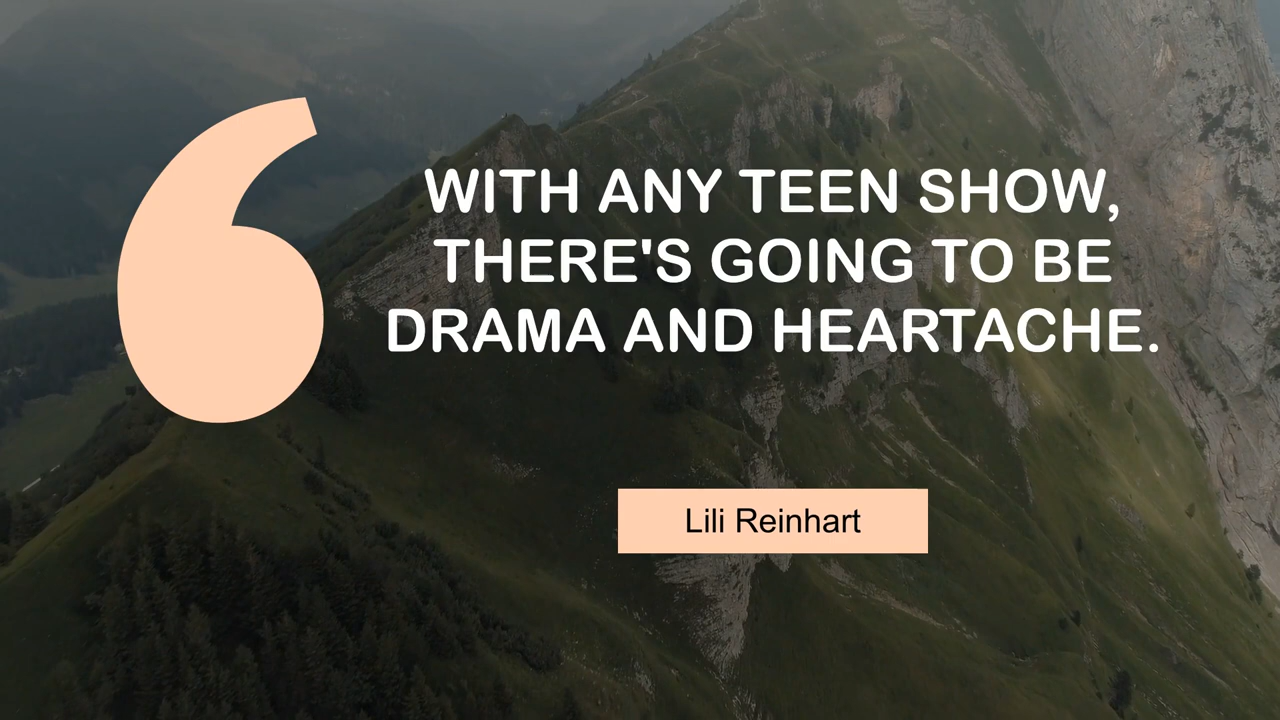 WITH ANY TEEN SHOW,
THERE'S GOING TO BE
DRAMA AND HEARTACHE.
Lili Reinhart